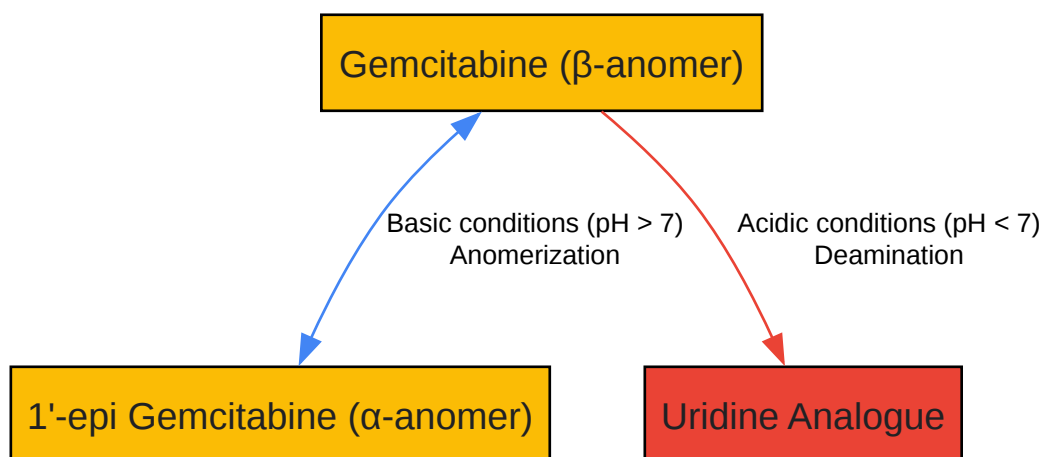 Gemcitabine (β-anomer)
Basic conditions (pH > 7)
Anomerization
Acidic conditions (pH < 7)
Deamination
1'-epi Gemcitabine (α-anomer)
Uridine Analogue